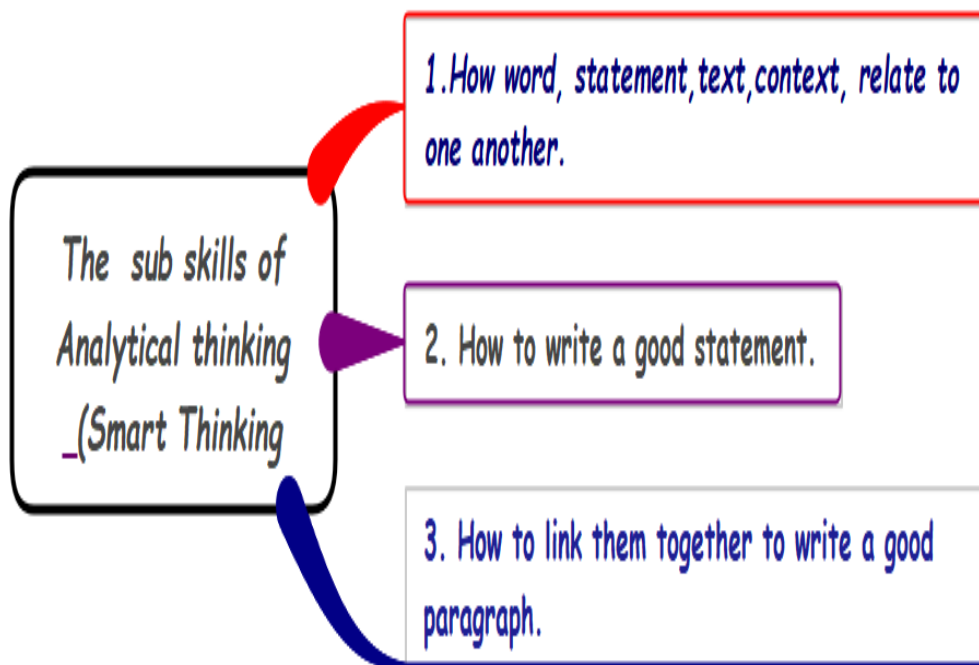 The sub skills of
Analytical thinking
_(Smart Thinking
1.How word, statement,text,context, relate to
one another.
2. How to write a good statement.
3. How to link them together to write a good
paragraph.